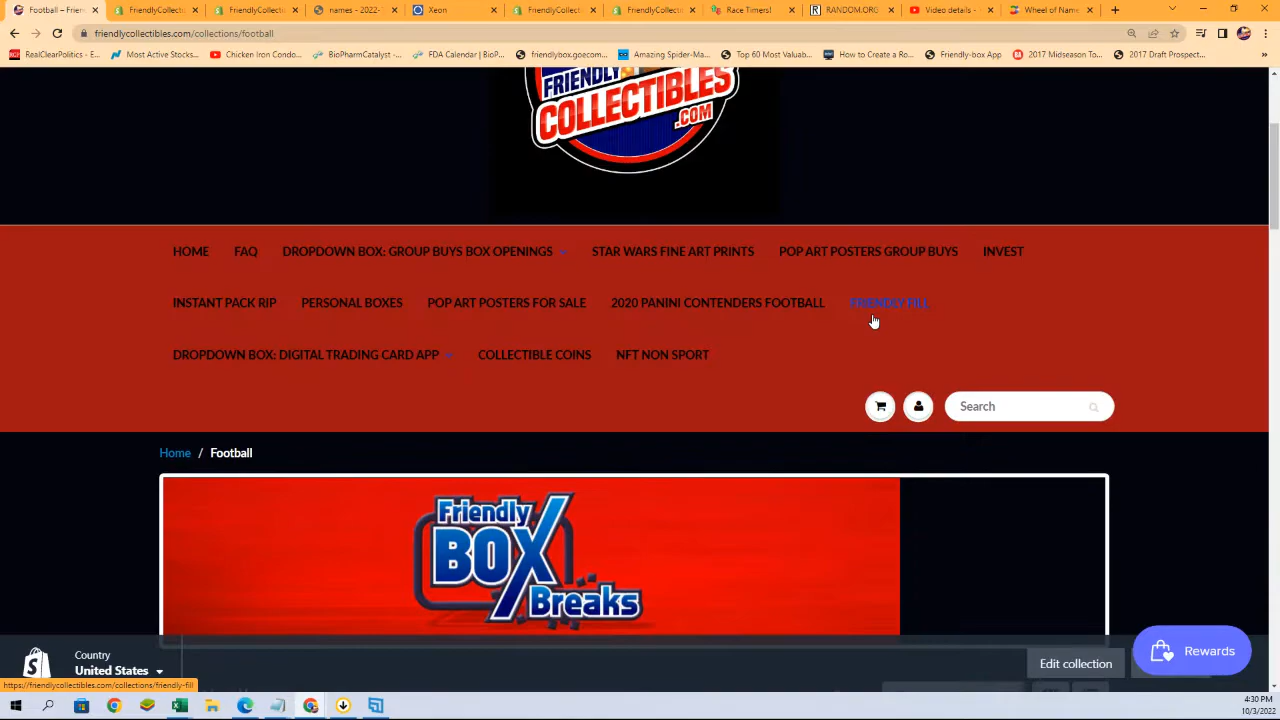 Football – Frien
FriendlyCollecti
FriendlyCollecti
names - 2022-
Xeon
FriendlyCollecti
FriendlyCollecti
Race Timers!
RANDOM.ORG
Video details -
Wheel of Name
friendlycollectibles.com/collections/football
RealClearPolitics - E...
Most Active Stocks...
Chicken Iron Condo...
BioPharmCatalyst -...
FDA Calendar | BioP...
friendlybox.goecom...
Amazing Spider-Ma...
Top 60 Most Valuab...
How to Create a Ro...
Friendly-box App
2017 Midseason To...
2017 Draft Prospect...
FRIENDLY
COLLECTIBLES
.COM
HOME FAQ DROPDOWN BOX: GROUP BUYS BOX OPENINGS STAR WARS FINE ART PRINTS POP ART POSTERS GROUP BUYS INVEST
INSTANT PACK RIP PERSONAL BOXES POP ART POSTERS FOR SALE 2020 PANINI CONTENDERS FOOTBALL FRIENDLY FILL
DROPDOWN BOX: DIGITAL TRADING CARD APP COLLECTIBLE COINS NFT NON SPORT
Search
Home / Football
Friendly
BOX
Breaks
Country
United States
Edit collection
Rewards
https://friendlycollectibles.com/collections/friendly-fill
4:30 PM
10/3/2022